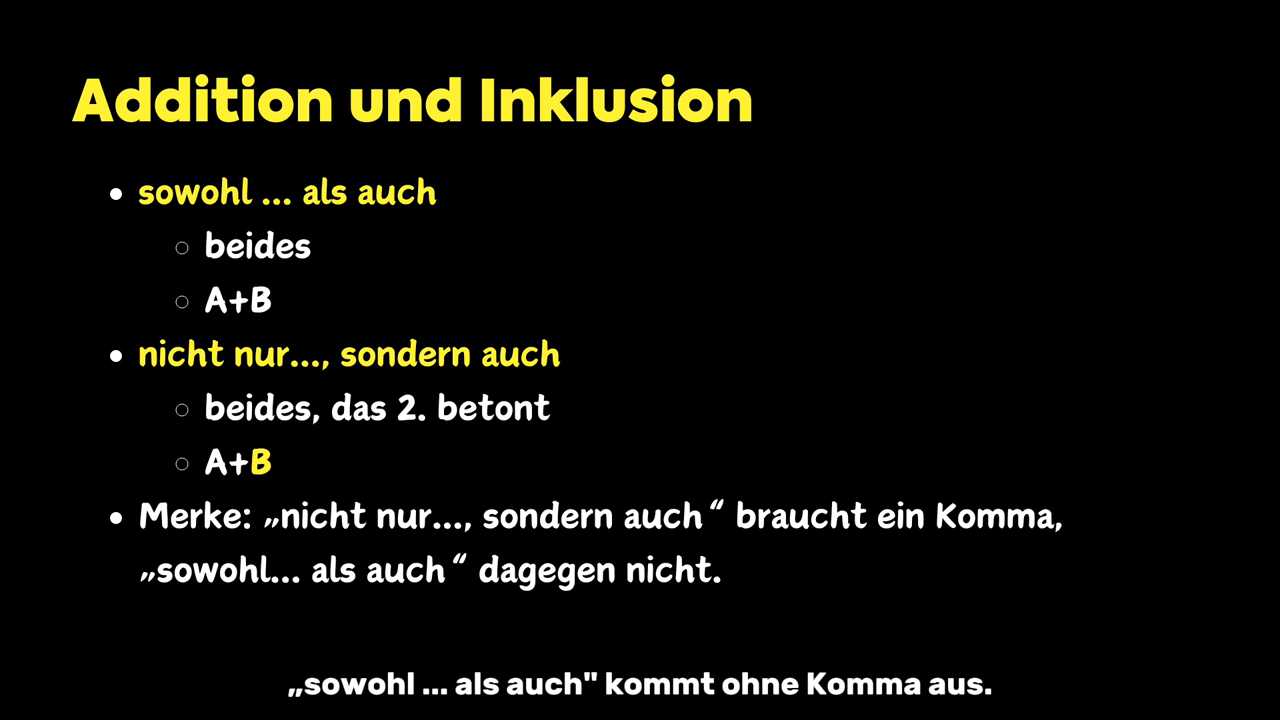 Addition und Inklusion
• sowohl ... als auch
○ beides
○ A+B
• nicht nur..., sondern auch
○ beides, das 2. betont
○ A+B
• Merke: „nicht nur..., sondern auch“ braucht ein Komma,
„sowohl... als auch“ dagegen nicht.
„sowohl ... als auch" kommt ohne Komma aus.